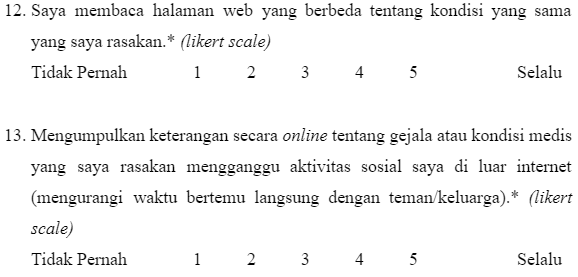 12. Saya membaca halaman web yang berbeda tentang kondisi yang sama
yang saya rasakan.* (likert scale)
Tidak Pernah 1 2 3 4 5 Selalu
13. Mengumpulkan keterangan secara online tentang gejala atau kondisi medis
yang saya rasakan mengganggu aktivitas sosial saya di luar internet
(mengurangi waktu bertemu langsung dengan teman/keluarga).* (likert
scale)
Tidak Pernah 1 2 3 4 5 Selalu